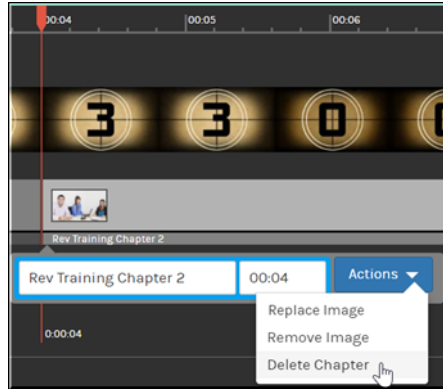 00:04 00:05 00:06
3 3 0
Rev Training Chapter 2
Rev Training Chapter 2 00:04 Actions
Replace Image
0:00:04
Remove Image
Delete Chapter